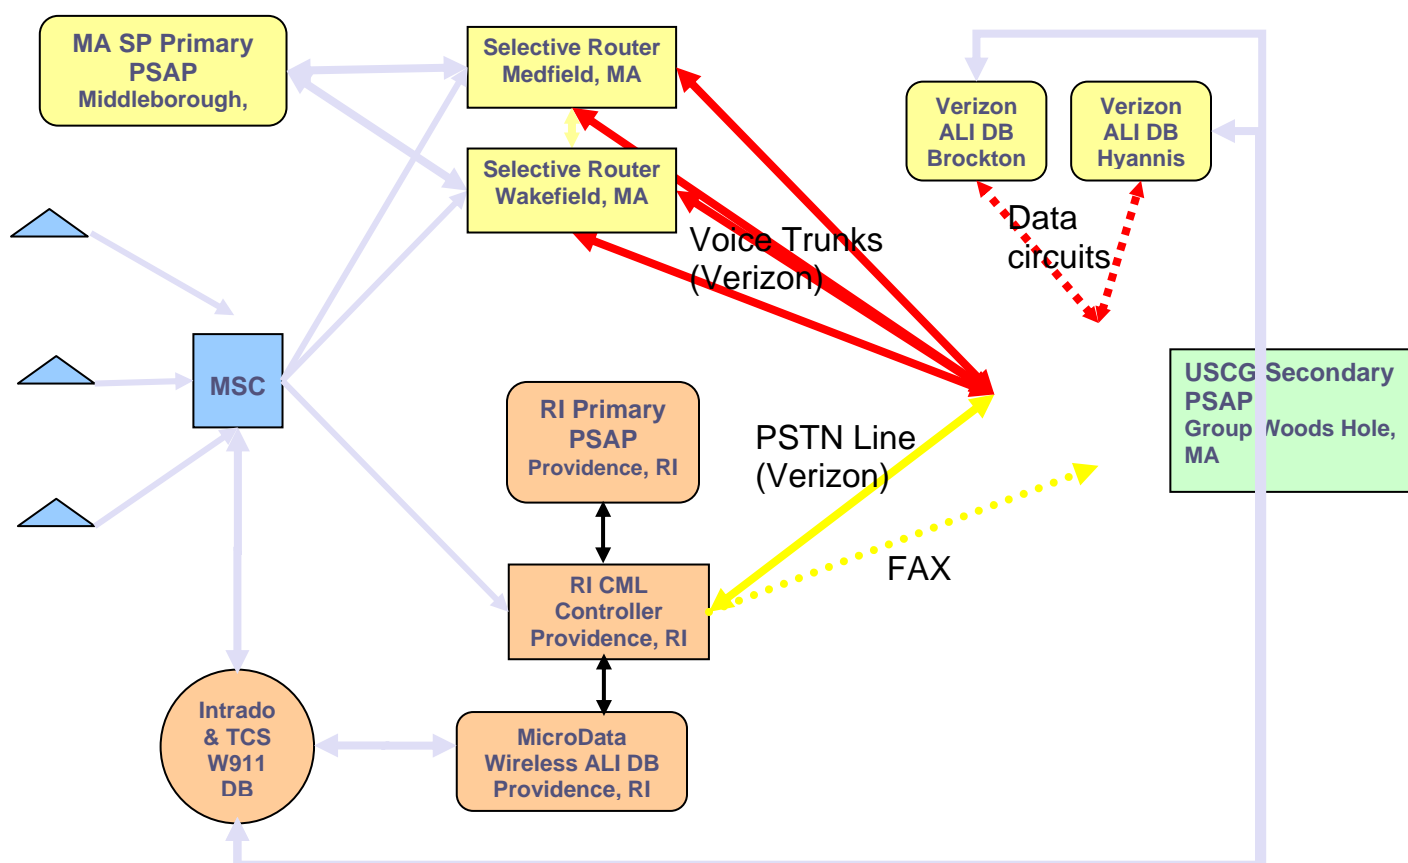 MA SP Primary
PSAP
Middleborough,
Selective Router
Medfield, MA
Selective Router
Wakefield, MA
Verizon
ALI DB
Brockton
Verizon
ALI DB
Hyannis
Voice Trunks
(Verizon)
Data
circuits
MSC
USCG Secondary
PSAP
Group Woods Hole,
MA
RI Primary
PSAP
Providence, RI
PSTN Line
(Verizon)
FAX
RI CML
Controller
Providence, RI
Intrado
& TCS
W911
DB
MicroData
Wireless ALI DB
Providence, RI